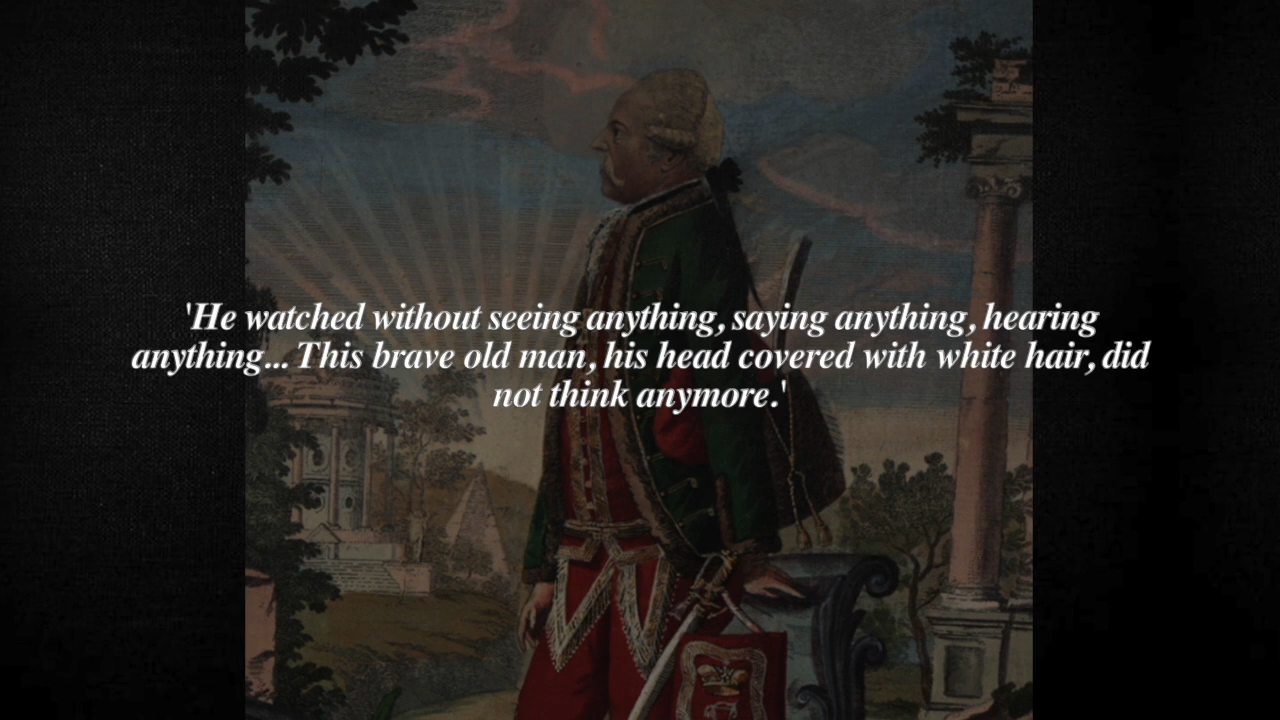 'He watched without seeing anything, saying anything, hearing
anything... This brave old man, his head covered with white hair, did
not think anymore.'